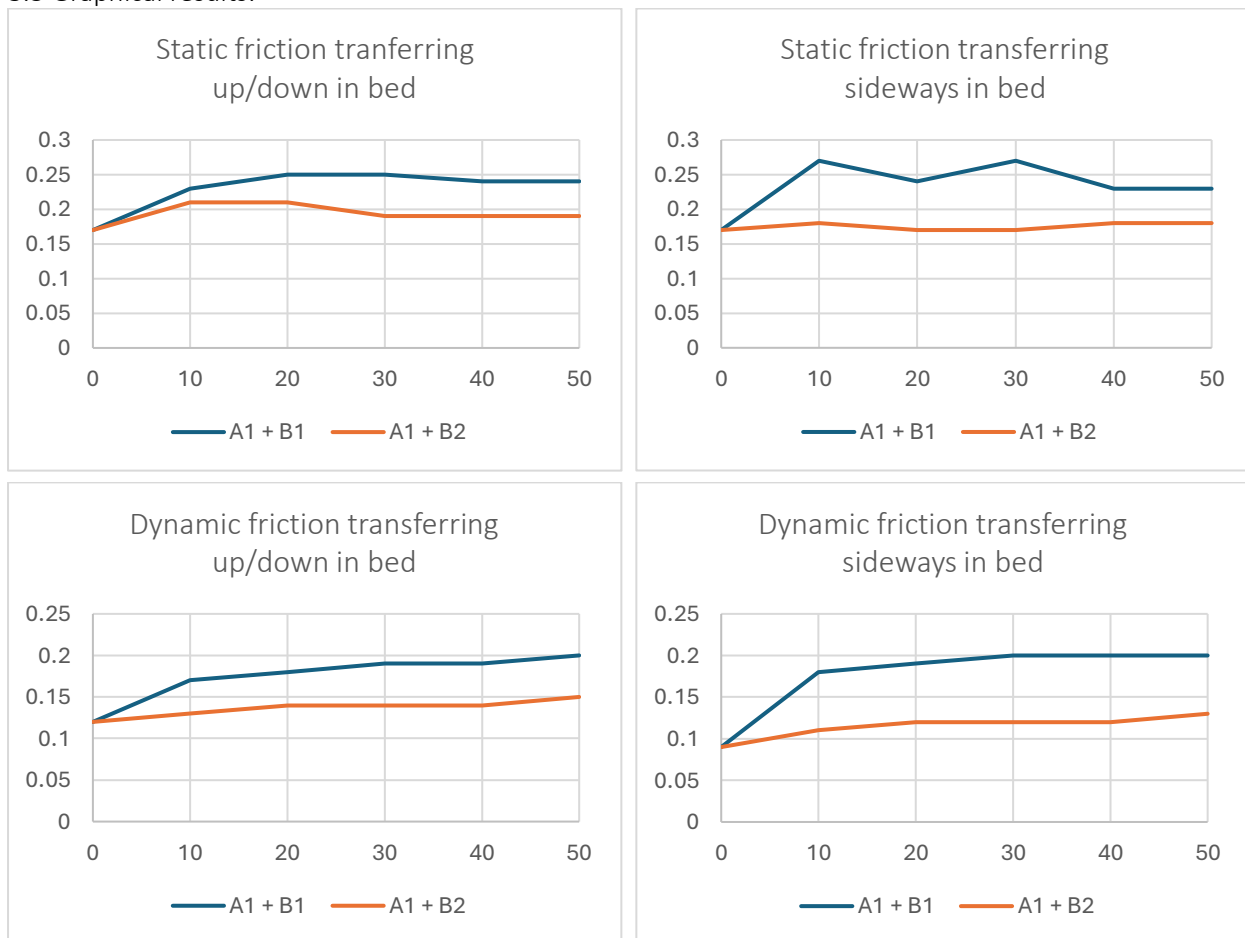 Static friction tranferring
up/down in bed
0.3
0.25
0.2
0.15
0.1
0.05
0
0 10 20 30 40 50
A1 + B1 A1 + B2
Static friction transferring
sideways in bed
0.3
0.25
0.2
0.15
0.1
0.05
0
0 10 20 30 40 50
A1 + B1 A1 + B2
Dynamic friction transferring
up/down in bed
0.25
0.2
0.15
0.1
0.05
0
0 10 20 30 40 50
A1 + B1 A1 + B2
Dynamic friction transferring
sideways in bed
0.25
0.2
0.15
0.1
0.05
0
0 10 20 30 40 50
A1 + B1 A1 + B2